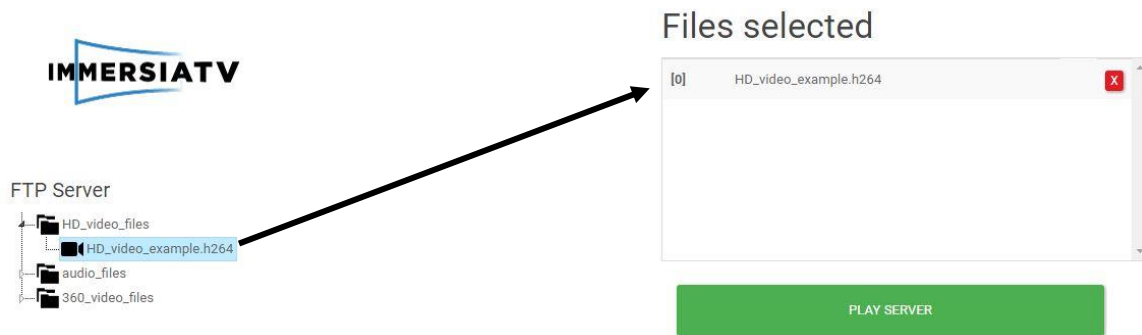 IMMERSIATV
FTP Server
HD_video_files
HD_video_example.h264
audio_files
360_video_files
Files selected
[0] HD_video_example.h264 X
PLAY SERVER